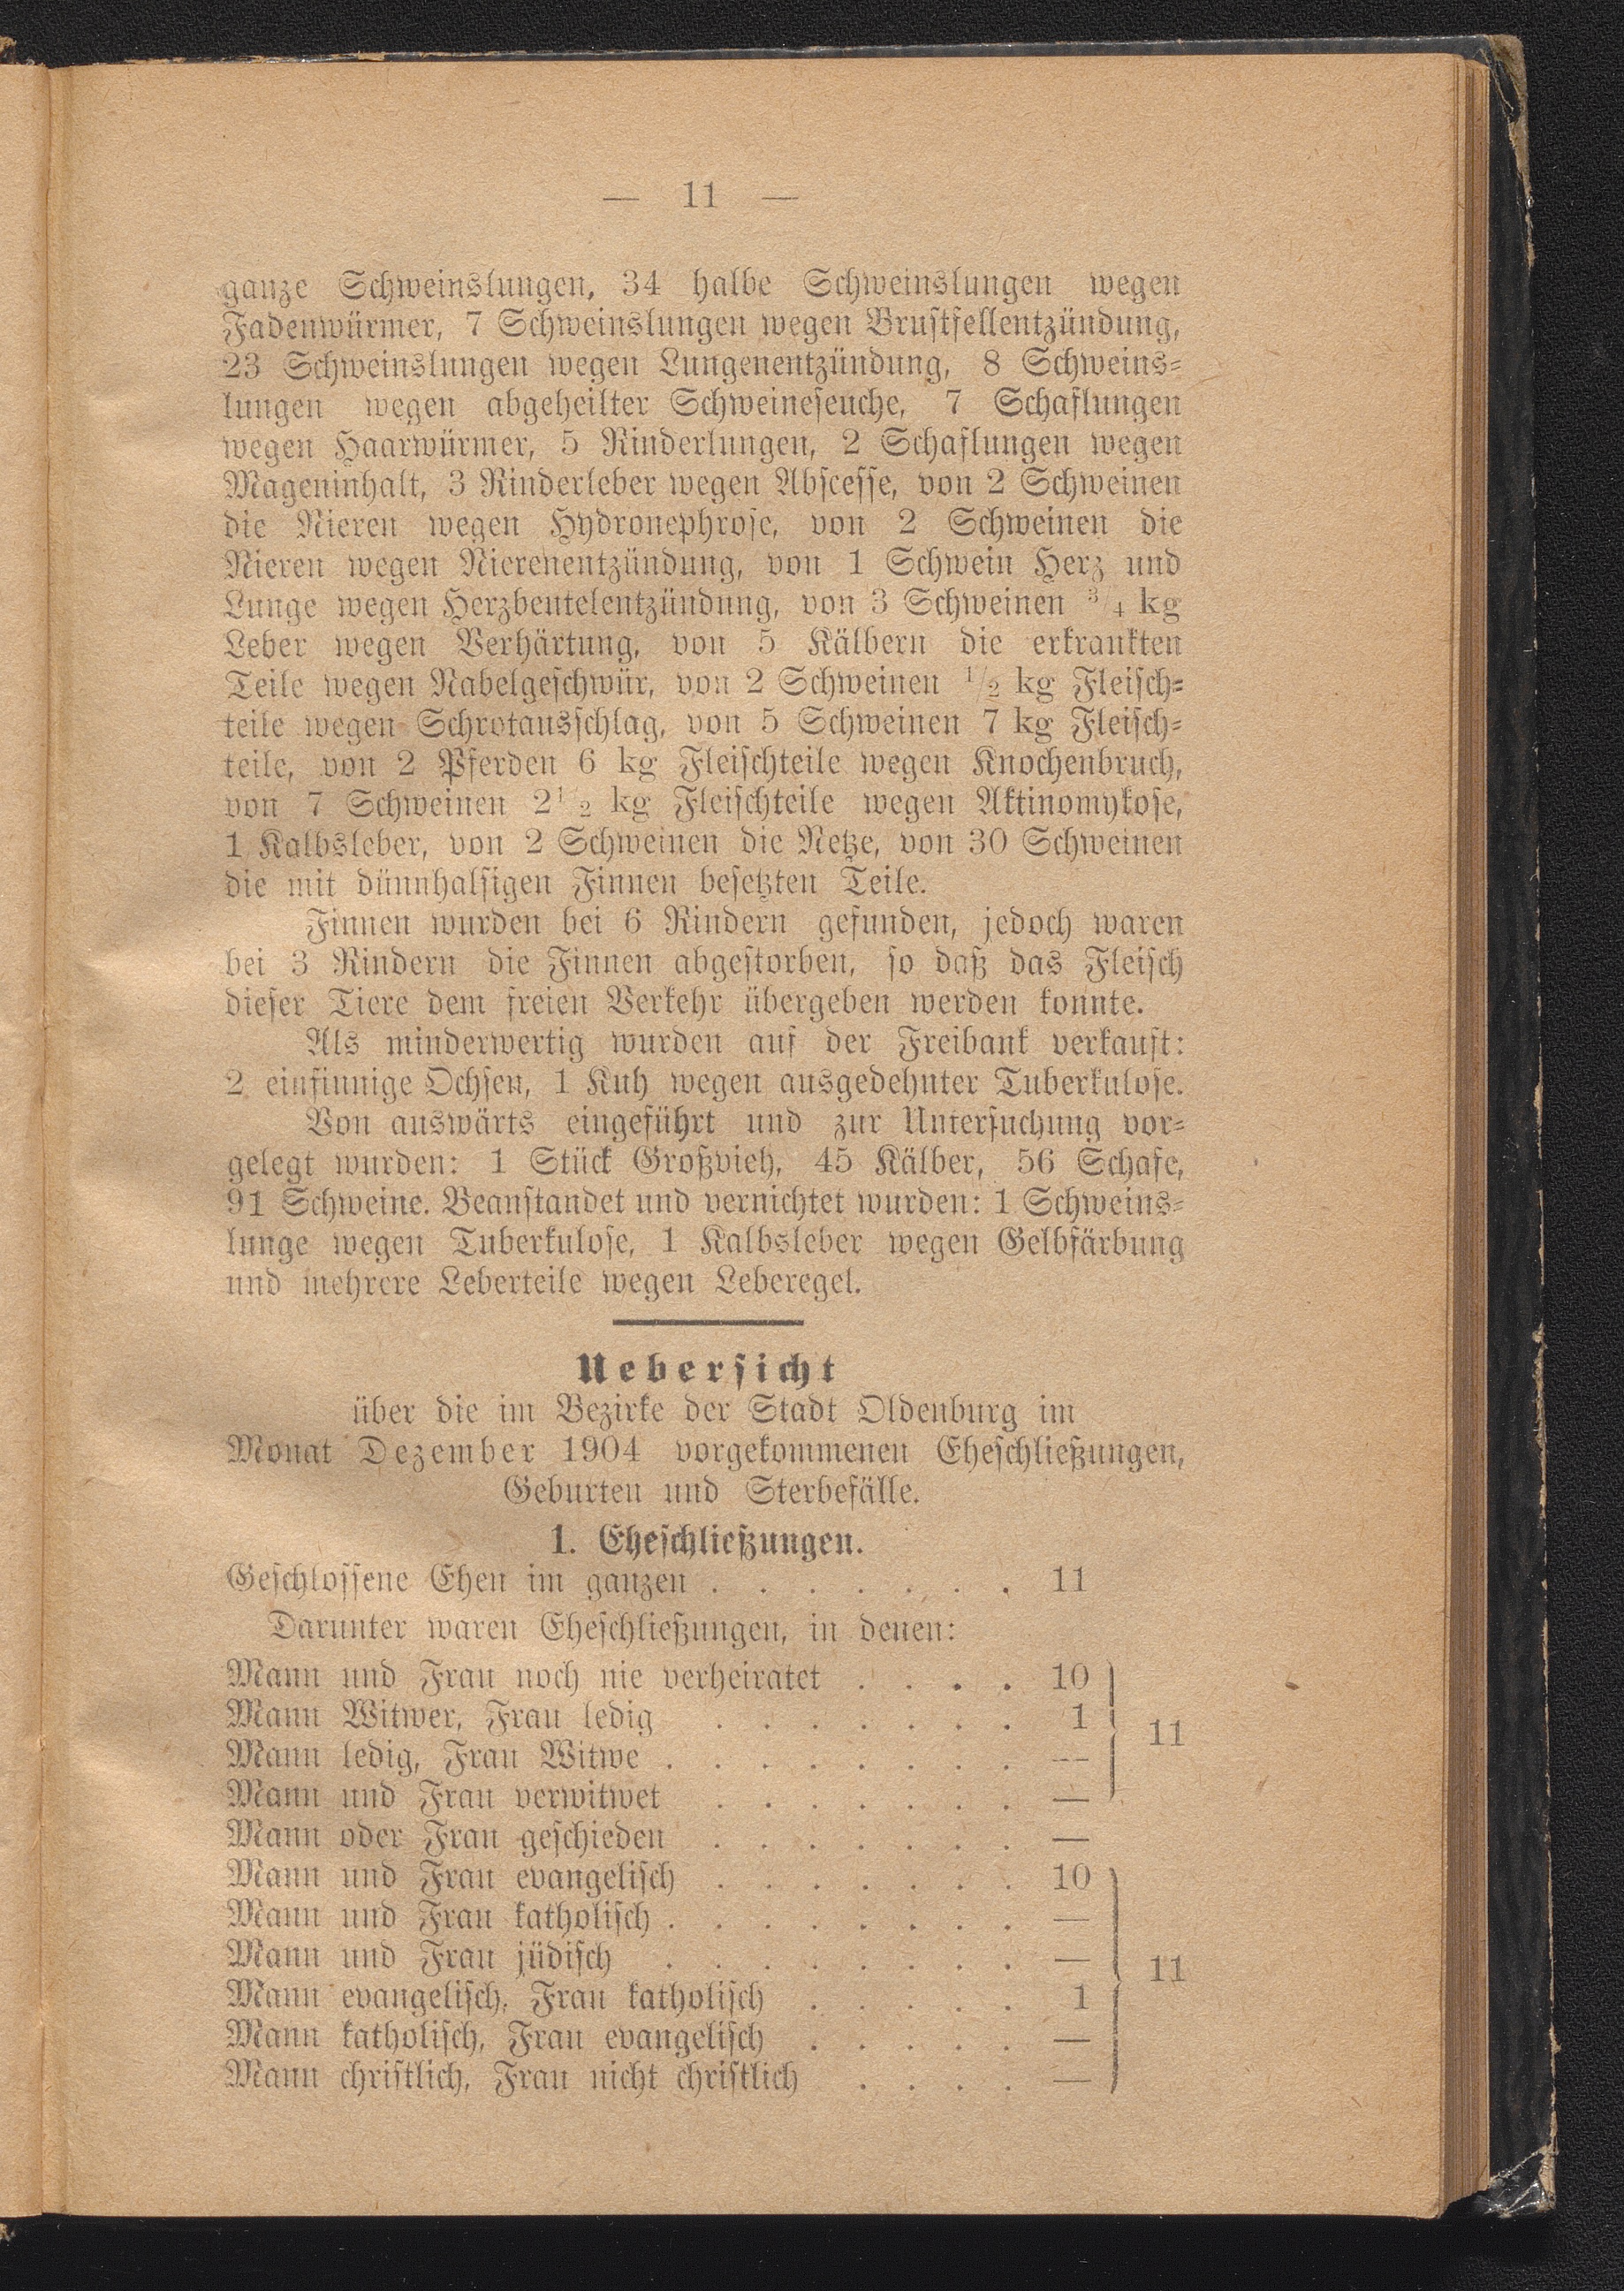 — 11 —
ganze Schweinslungen, 34 halbe Schweinslungen wegen
Fadenwürmer, 7 Schweinslungen wegen Brustfellentzündung,
23 Schweinslungen wegen Lungenentzündung, 8 Schweins-
lungen wegen abgeheilter Schweineseuche, 7 Schaflungen
wegen Haarwürmer, 5 Rinderlungen, 2 Schaflungen wegen
Mageninhalt, 3 Rinderleber wegen Abscesse, von 2 Schweinen
die Nieren wegen Hydronephrose, von 2 Schweinen die
Nieren wegen Nierenentzündung, von 1 Schwein Herz und
Lunge wegen Herzbeutelentzündung, von 3 Schweinen 3/4 kg
Leber wegen Verhärtung, von 5 Kälbern die erkrankten
Teile wegen Nabelgeschwür, von 2 Schweinen 1/2 kg Fleisch-
teile wegen Schrotausschlag, von 5 Schweinen 7 kg Fleisch-
teile, von 2 Pferden 6 kg Fleischteile wegen Knochenbruch,
von 7 Schweinen 2 1/2 kg Fleischteile wegen Aktinomykose,
1 Kalbsleber, von 2 Schweinen die Netze, von 30 Schweinen
die mit dünnhalsigen Finnen besetzten Teile.
Finnen wurden bei 6 Rindern gefunden, jedoch waren
bei 3 Rindern die Finnen abgestorben, so daß das Fleisch
dieser Tiere dem freien Verkehr übergeben werden konnte.
Als minderwertig wurden auf der Freibank verkauft:
2 einfinnige Ochsen, 1 Kuh wegen ausgedehnter Tuberkulose.
Von auswärts eingeführt und zur Untersuchung vor-
gelegt wurden: 1 Stück Großvieh, 45 Kälber, 56 Schafe,
91 Schweine. Beanstandet und vernichtet wurden: 1 Schweins-
lunge wegen Tuberkulose, 1 Kalbsleber wegen Gelbfärbung
und mehrere Leberteile wegen Leberegel.
Uebersicht
über die im Bezirke der Stadt Oldenburg im
Monat Dezember 1904 vorgekommenen Eheschließungen,
Geburten und Sterbefälle.
1. Eheschließungen.
Geschlossene Ehen im ganzen . . . . . . . 11
Darunter waren Eheschließungen, in denen:
Mann und Frau noch nie verheiratet . . . . 10
Mann Witwer, Frau ledig . . . . . . . 1
11
Mann ledig, Frau Witwe . . . . . . . . —
Mann und Frau verwitwet . . . . . . . —
Mann oder Frau geschieden . . . . . . . —
Mann und Frau evangelisch . . . . . . . 10
Mann und Frau katholisch . . . . . . . . —
Mann und Frau jüdisch . . . . . . . . —
11
Mann evangelisch, Frau katholisch . . . . . 1
Mann katholisch, Frau evangelisch . . . . . —
Mann christlich, Frau nicht christlich . . . . —